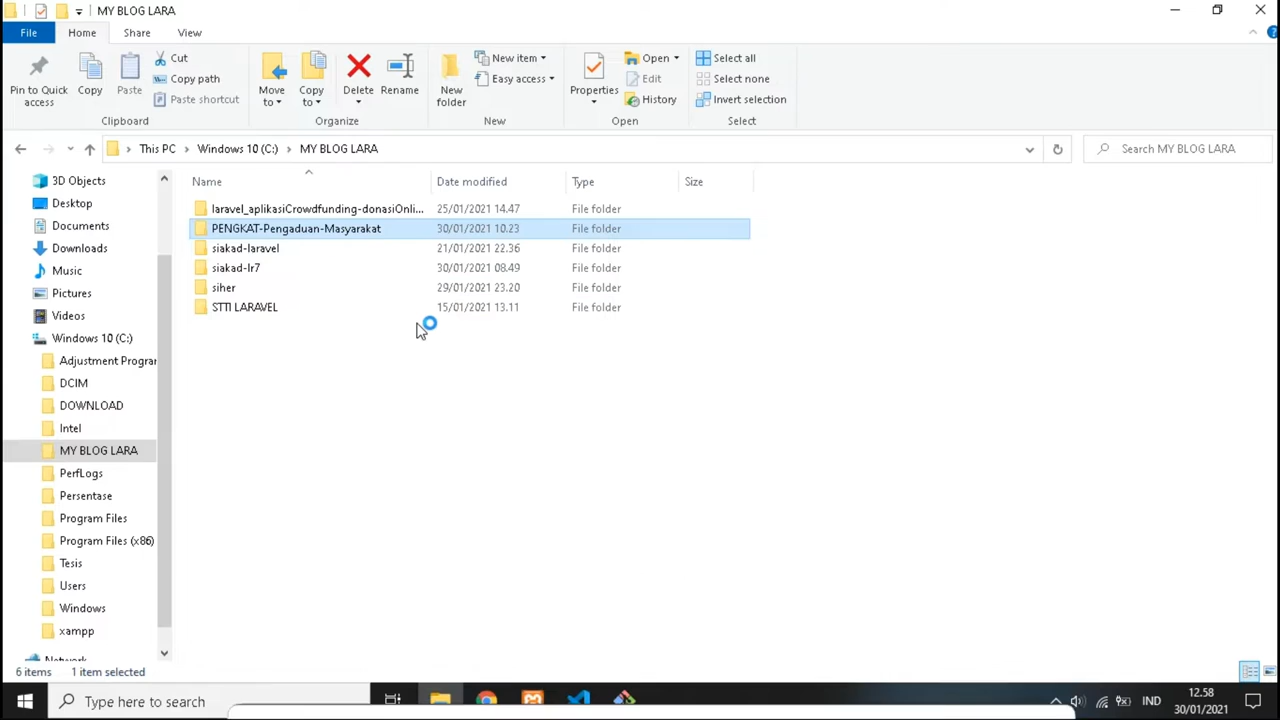 MY BLOG LARA
File Home Share View
Pin to Quick access
Copy
Paste
Cut
Copy path
Paste shortcut
Clipboard
Move to
Copy to
Delete
Rename
Organize
New folder
New item
Easy access
New
Properties
Open
Edit
History
Open
Select all
Select none
Invert selection
Select
This PC > Windows 10 (C:) > MY BLOG LARA
Search MY BLOG LARA
Name Date modified Type Size
laravel_aplikasiCrowdfunding-donasiOnli... 25/01/2021 14.47 File folder
PENGKAT-Pengaduan-Masyarakat 30/01/2021 10.23 File folder
siakad-laravel 21/01/2021 22.36 File folder
siakad-lr7 30/01/2021 08.49 File folder
siher 29/01/2021 23.20 File folder
STTI LARAVEL 15/01/2021 13.11 File folder
3D Objects
Desktop
Documents
Downloads
Music
Pictures
Videos
Windows 10 (C:)
Adjustment Prograr
DCIM
DOWNLOAD
Intel
MY BLOG LARA
PerfLogs
Persentase
Program Files
Program Files (x86)
Tesis
Users
Windows
xampp
Network
6 items 1 item selected
Type here to search
IND
12.58
30/01/2021